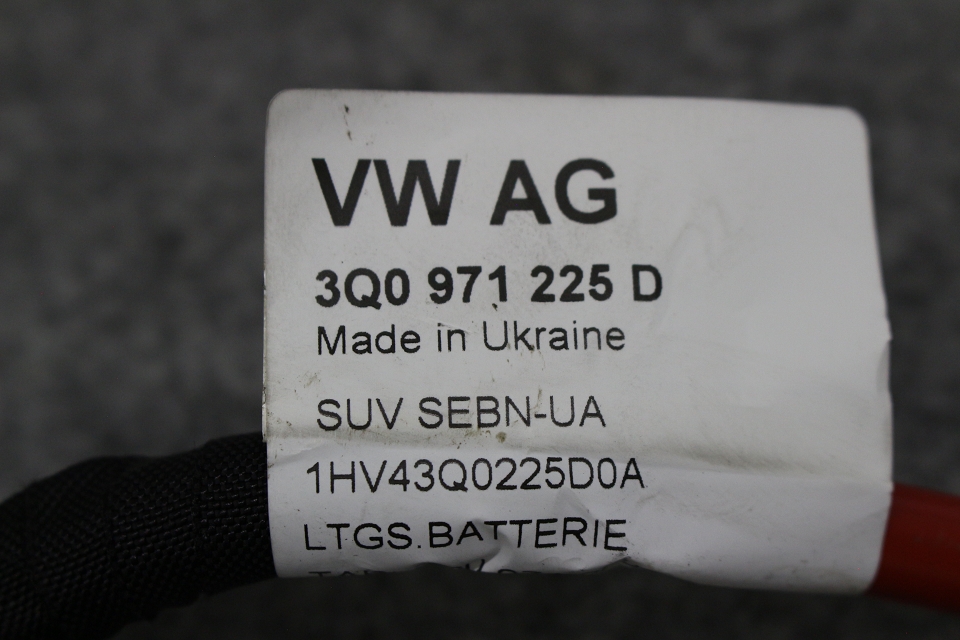 VW AG
3Q0 971 225 D
Made in Ukraine
SUV SEBN-UA
1HV43Q0225D0A
LTGS.BATTERIE